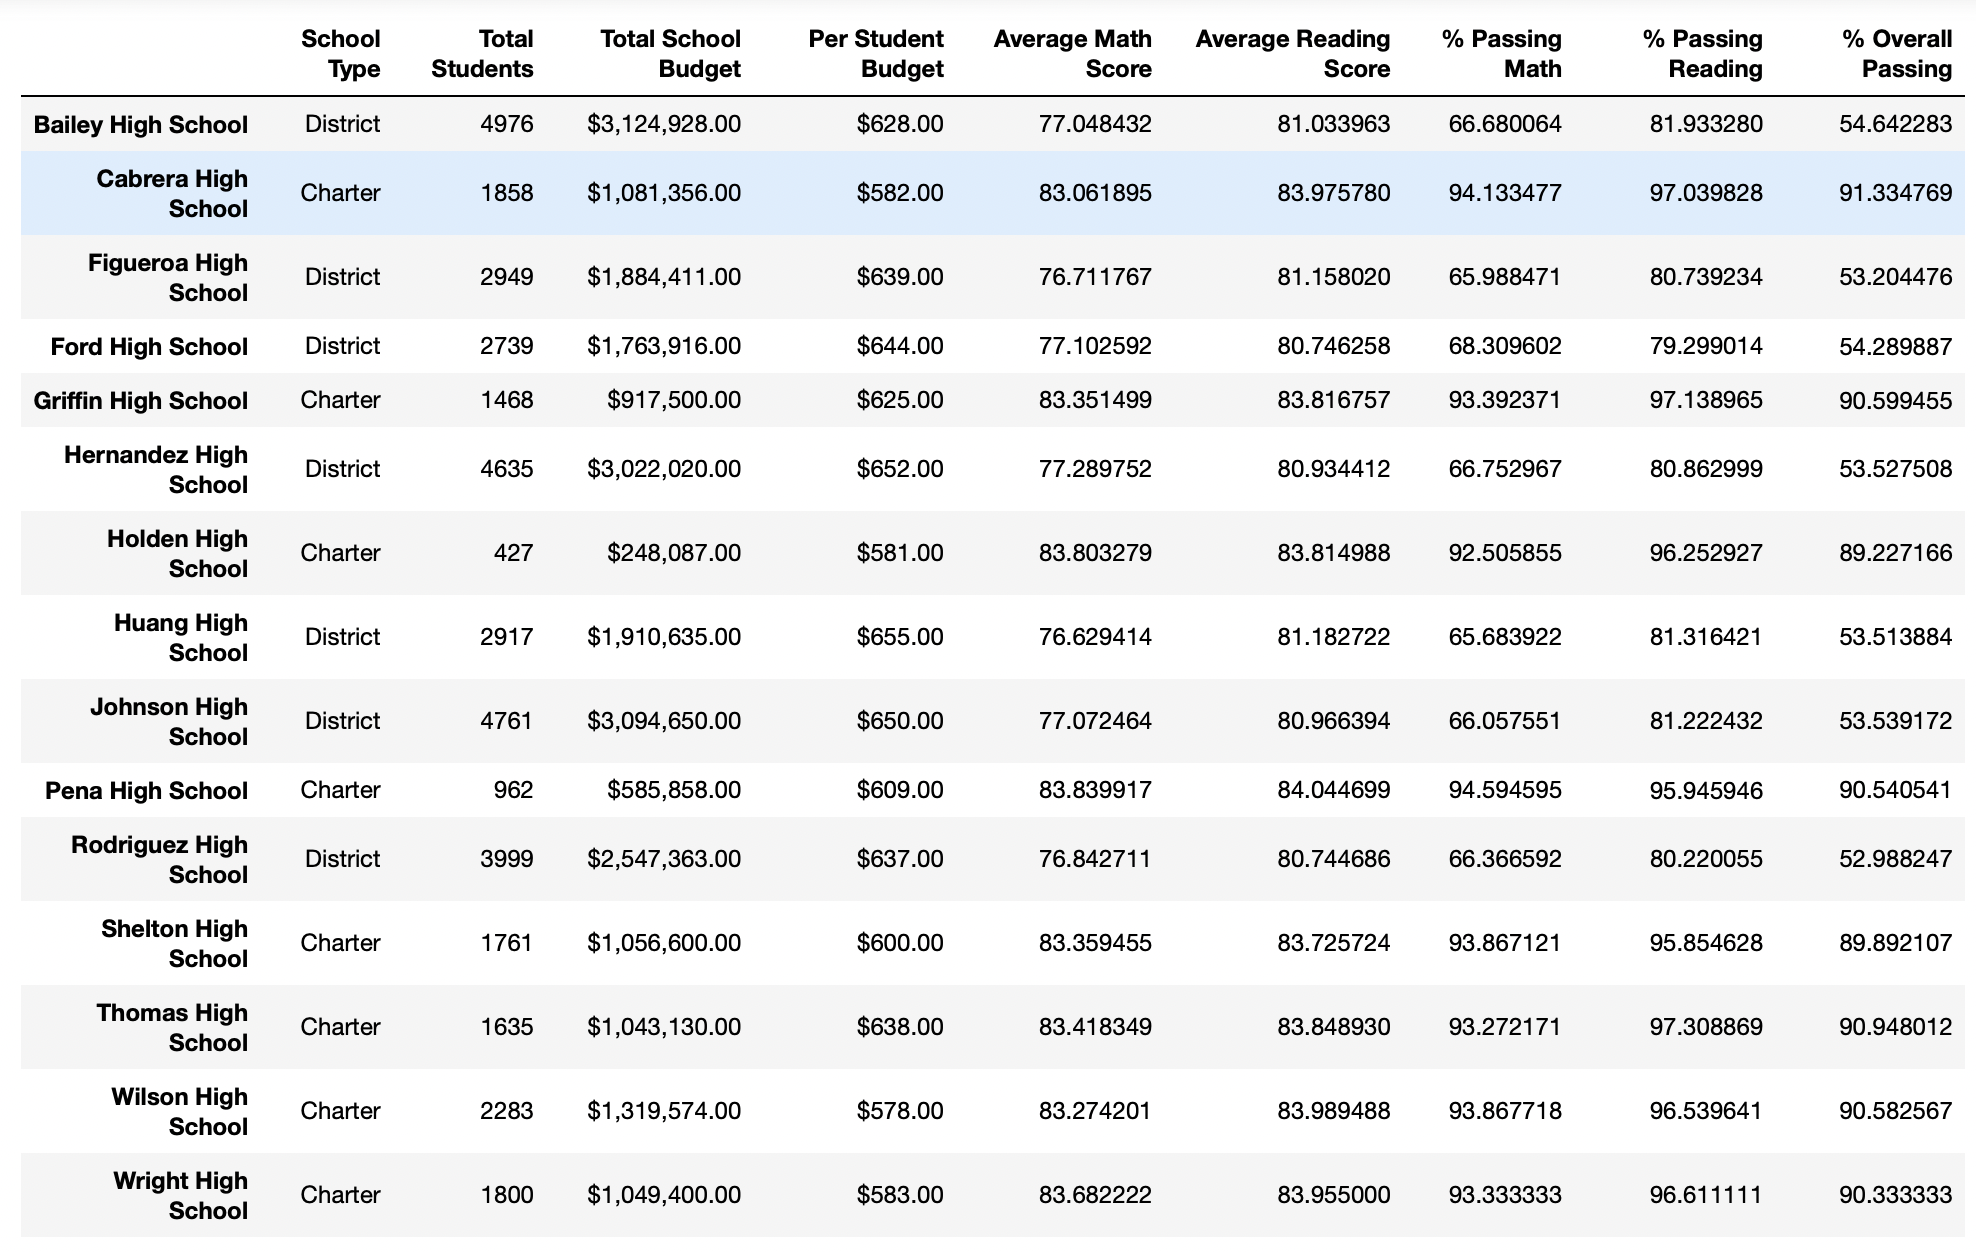 School Type Total Students Total School Budget Per Student Budget Average Math Score Average Reading Score % Passing Math % Passing Reading % Overall Passing
Bailey High School District 4976 $3,124,928.00 $628.00 77.048432 81.033963 66.680064 81.933280 54.642283
Cabrera High School Charter 1858 $1,081,356.00 $582.00 83.061895 83.975780 94.133477 97.039828 91.334769
Figueroa High School District 2949 $1,884,411.00 $639.00 76.711767 81.158020 65.988471 80.739234 53.204476
Ford High School District 2739 $1,763,916.00 $644.00 77.102592 80.746258 68.309602 79.299014 54.289887
Griffin High School Charter 1468 $917,500.00 $625.00 83.351499 83.816757 93.392371 97.138965 90.599455
Hernandez High School District 4635 $3,022,020.00 $652.00 77.289752 80.934412 66.752967 80.862999 53.527508
Holden High School Charter 427 $248,087.00 $581.00 83.803279 83.814988 92.505855 96.252927 89.227166
Huang High School District 2917 $1,910,635.00 $655.00 76.629414 81.182722 65.683922 81.316421 53.513884
Johnson High School District 4761 $3,094,650.00 $650.00 77.072464 80.966394 66.057551 81.222432 53.539172
Pena High School Charter 962 $585,858.00 $609.00 83.839917 84.044699 94.594595 95.945946 90.540541
Rodriguez High School District 3999 $2,547,363.00 $637.00 76.842711 80.744686 66.366592 80.220055 52.988247
Shelton High School Charter 1761 $1,056,600.00 $600.00 83.359455 83.725724 93.867121 95.854628 89.892107
Thomas High School Charter 1635 $1,043,130.00 $638.00 83.418349 83.848930 93.272171 97.308869 90.948012
Wilson High School Charter 2283 $1,319,574.00 $578.00 83.274201 83.989488 93.867718 96.539641 90.582567
Wright High School Charter 1800 $1,049,400.00 $583.00 83.682222 83.955000 93.333333 96.611111 90.333333